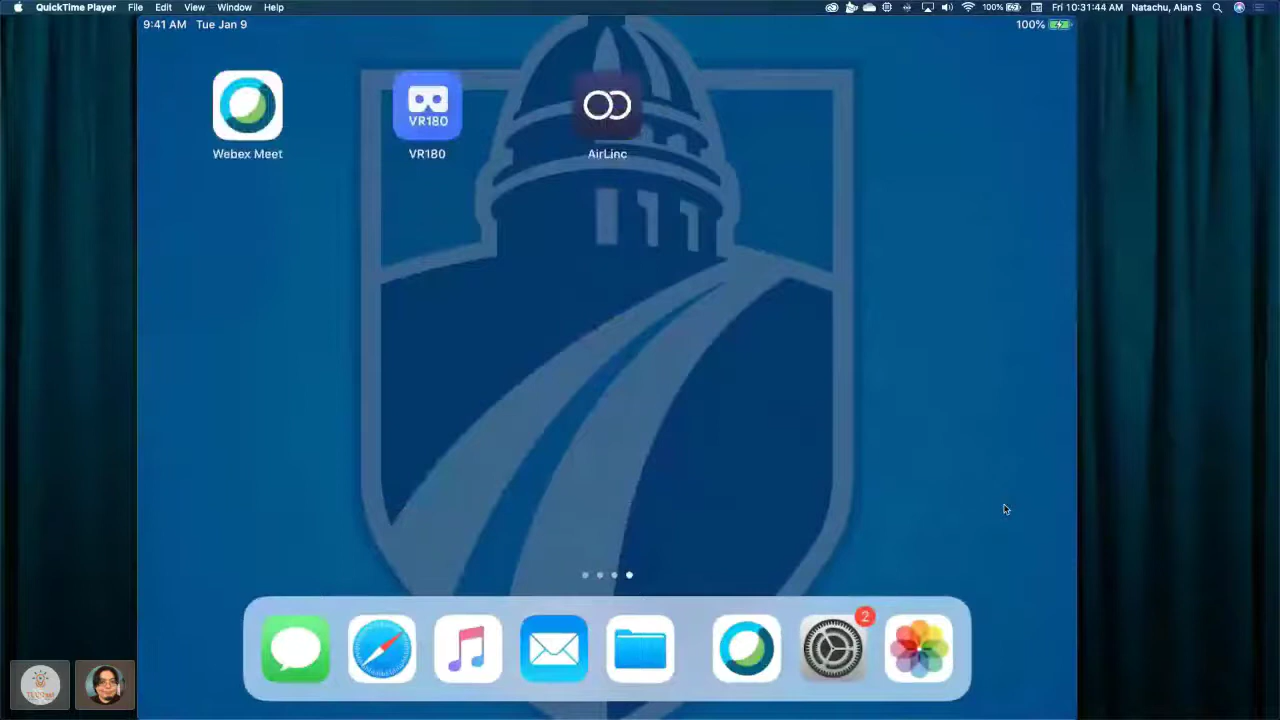 QuickTime Player File Edit View Window Help 100% Fri 10:31:44 AM Natachu, Alan S
9:41 AM Tue Jan 9 100%
VR180
Webex Meet VR180 AirLinc
2